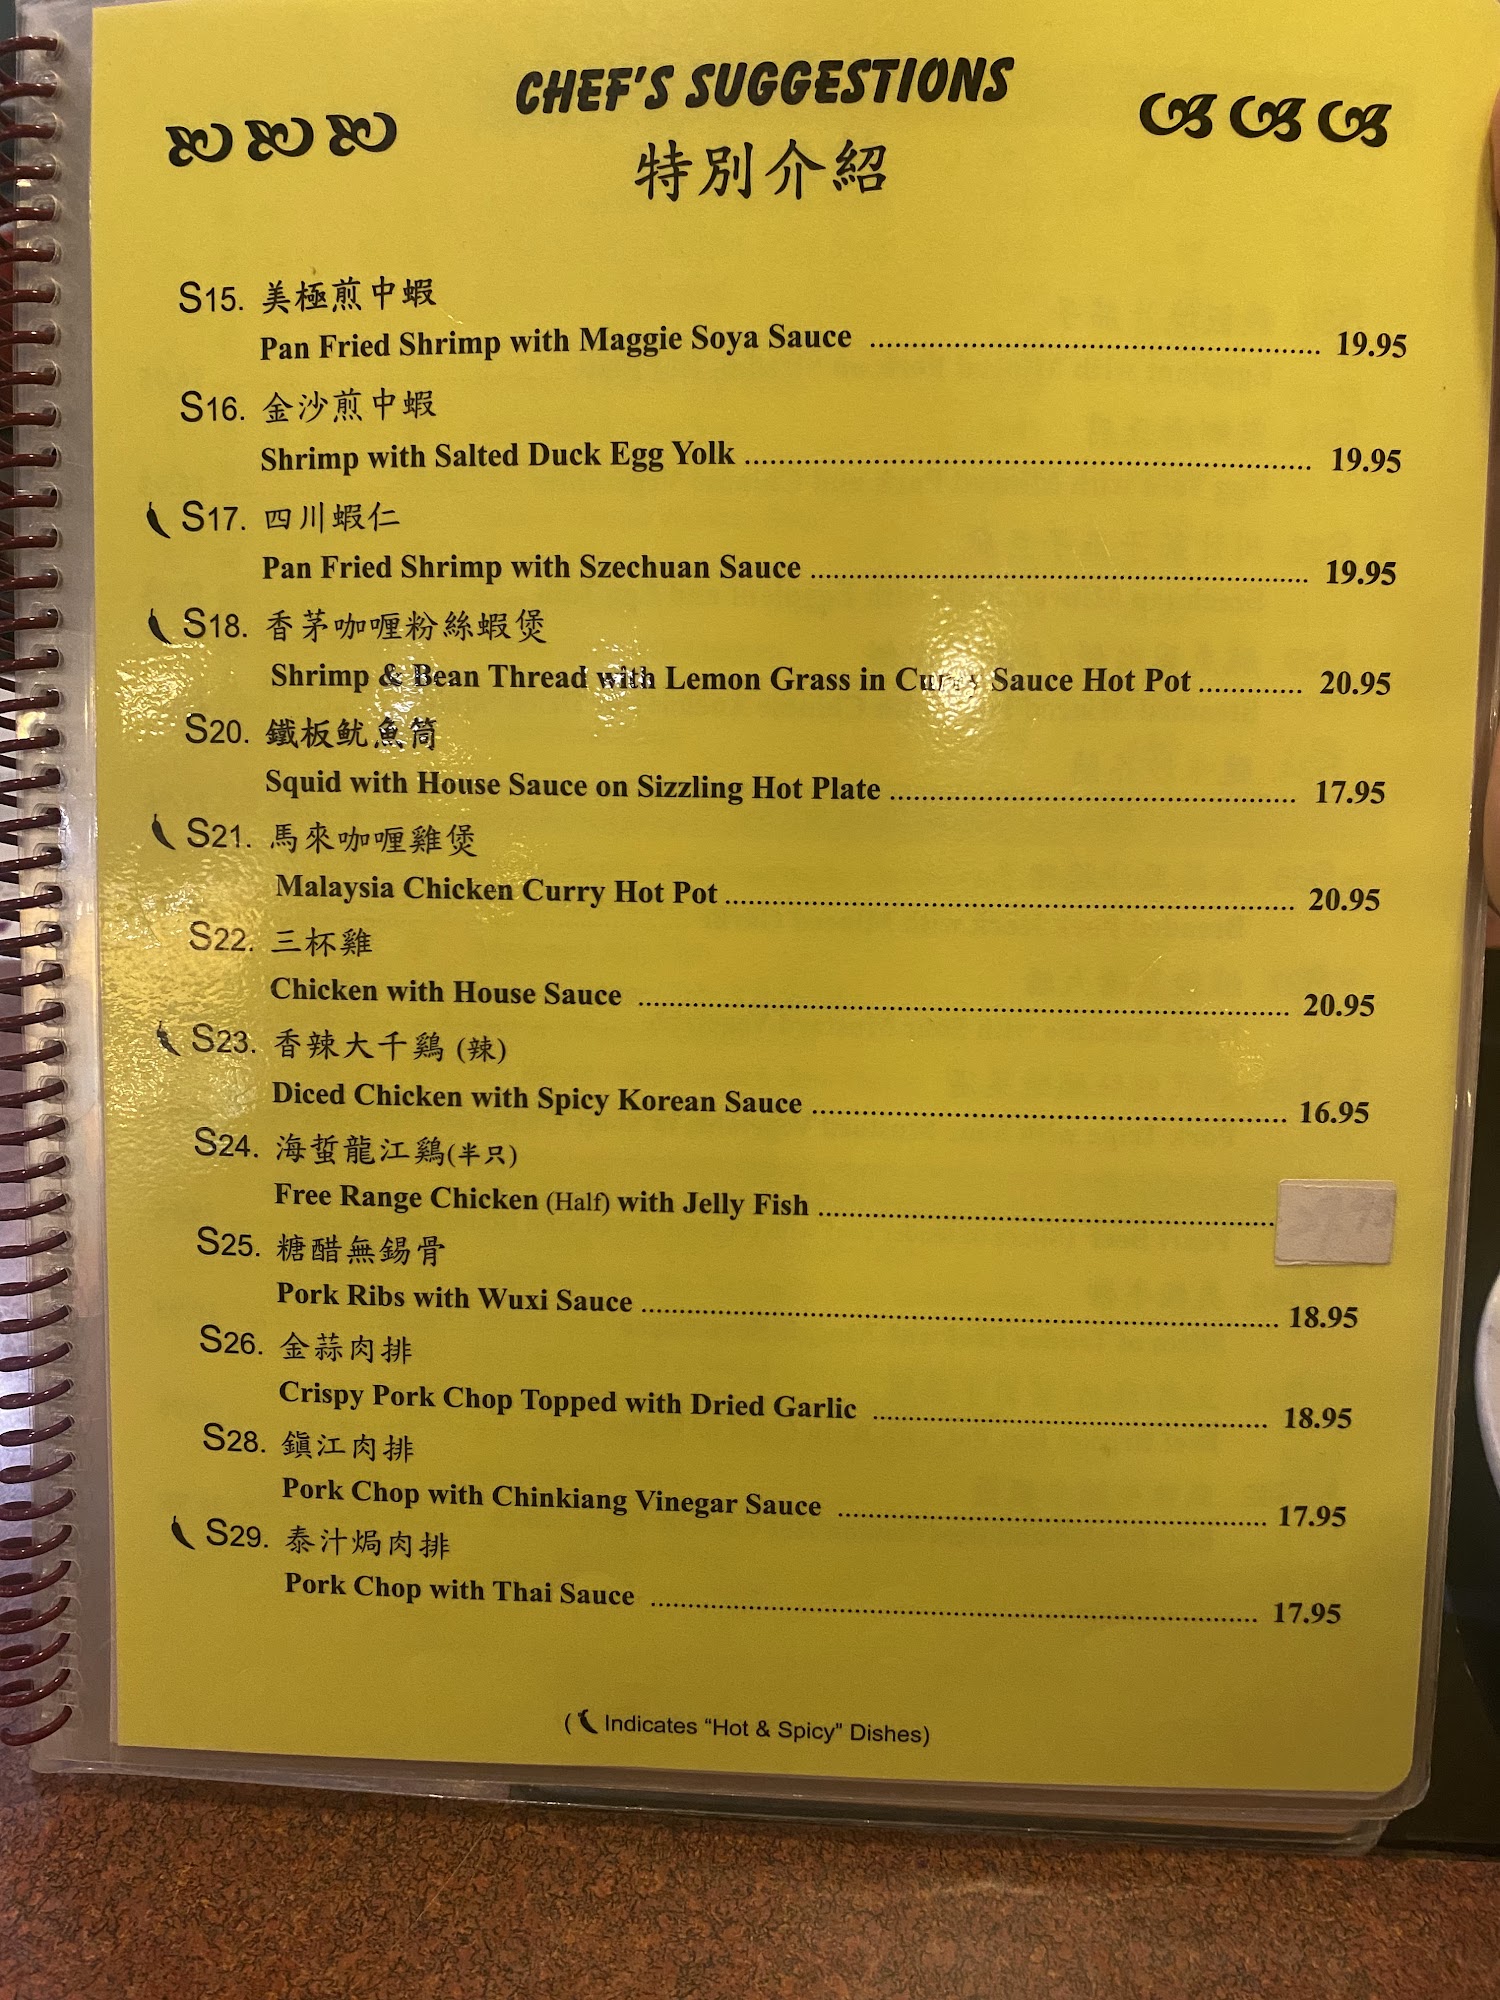 CHEF'S SUGGESTIONS
特別介紹
S15. 美極煎中蝦
Pan Fried Shrimp with Maggie Soya Sauce ........ 19.95
S16. 金沙煎中蝦
Shrimp with Salted Duck Egg Yolk ........ 19.95
S17. 四川蝦仁
Pan Fried Shrimp with Szechuan Sauce ........ 19.95
S18. 香茅咖喱粉絲蝦煲
Shrimp & Bean Thread with Lemon Grass in Curry Sauce Hot Pot ........ 20.95
S20. 鐵板魷魚筒
Squid with House Sauce on Sizzling Hot Plate ........ 17.95
S21. 馬來咖喱雞煲
Malaysia Chicken Curry Hot Pot ........ 20.95
S22. 三杯雞
Chicken with House Sauce ........ 20.95
S23. 香辣大千鷄 (辣)
Diced Chicken with Spicy Korean Sauce ........ 16.95
S24. 海蜇龍江鷄(半只)
Free Range Chicken (Half) with Jelly Fish ........
S25. 糖醋無錫骨
Pork Ribs with Wuxi Sauce ........ 18.95
S26. 金蒜肉排
Crispy Pork Chop Topped with Dried Garlic ........ 18.95
S28. 鎮江肉排
Pork Chop with Chinkiang Vinegar Sauce ........ 17.95
S29. 泰汁焗肉排
Pork Chop with Thai Sauce ........ 17.95
( Indicates “Hot & Spicy” Dishes)